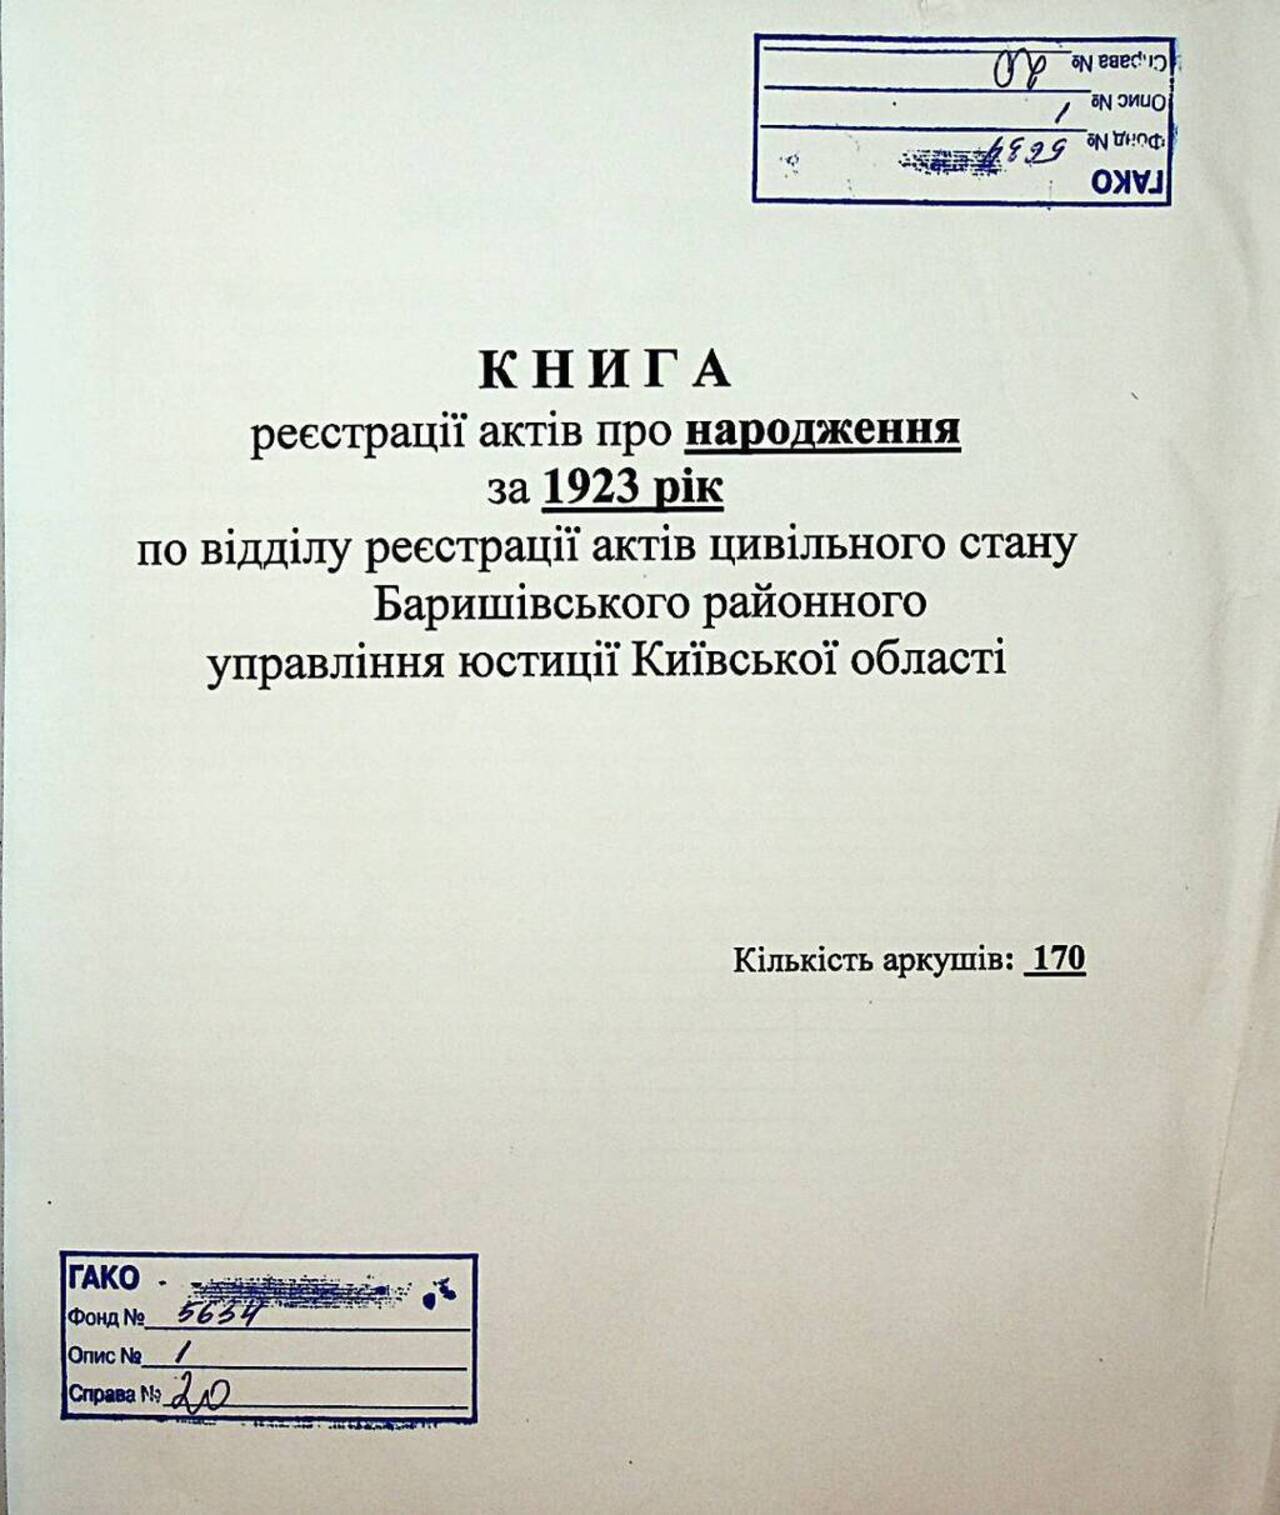 Справа № 20
Опис № 1
Фонд № 5634
ГАКО
К Н И Г А
реєстрації актів про народження
за 1923 рік
по відділу реєстрації актів цивільного стану
Баришівського районного
управління юстиції Київської області
Кількість аркушів: 170
ГАКО
Фонд № 5634
Опис № 1
Справа № 20